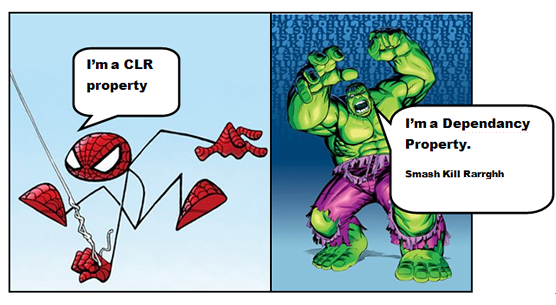 I'm a CLR
property
I'm a Dependancy
Property.
Smash Kill Rarrghh